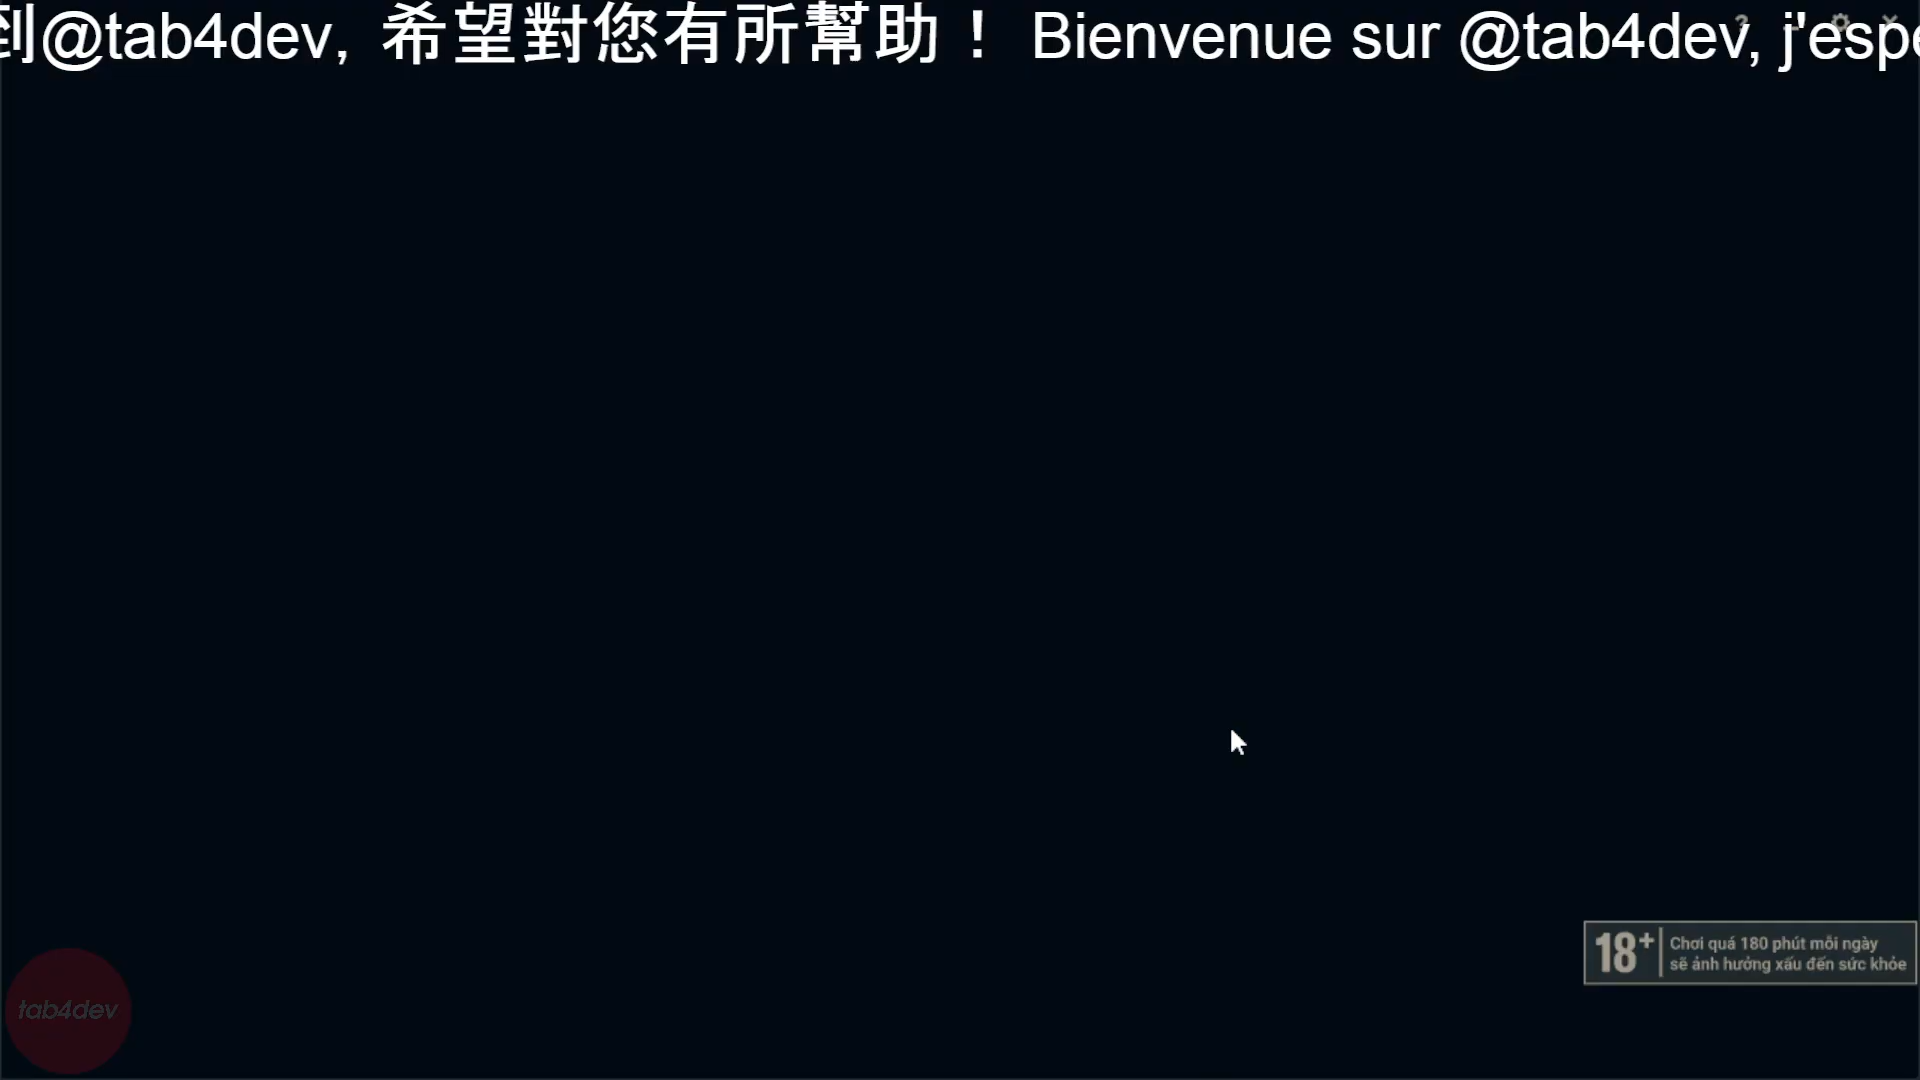 到@tab4dev, 希望對您有所幫助！ Bienvenue sur @tab4dev, j'espe
18+
Chơi quá 180 phút mỗi ngày
sẽ ảnh hưởng xấu đến sức khỏe
tab4dev